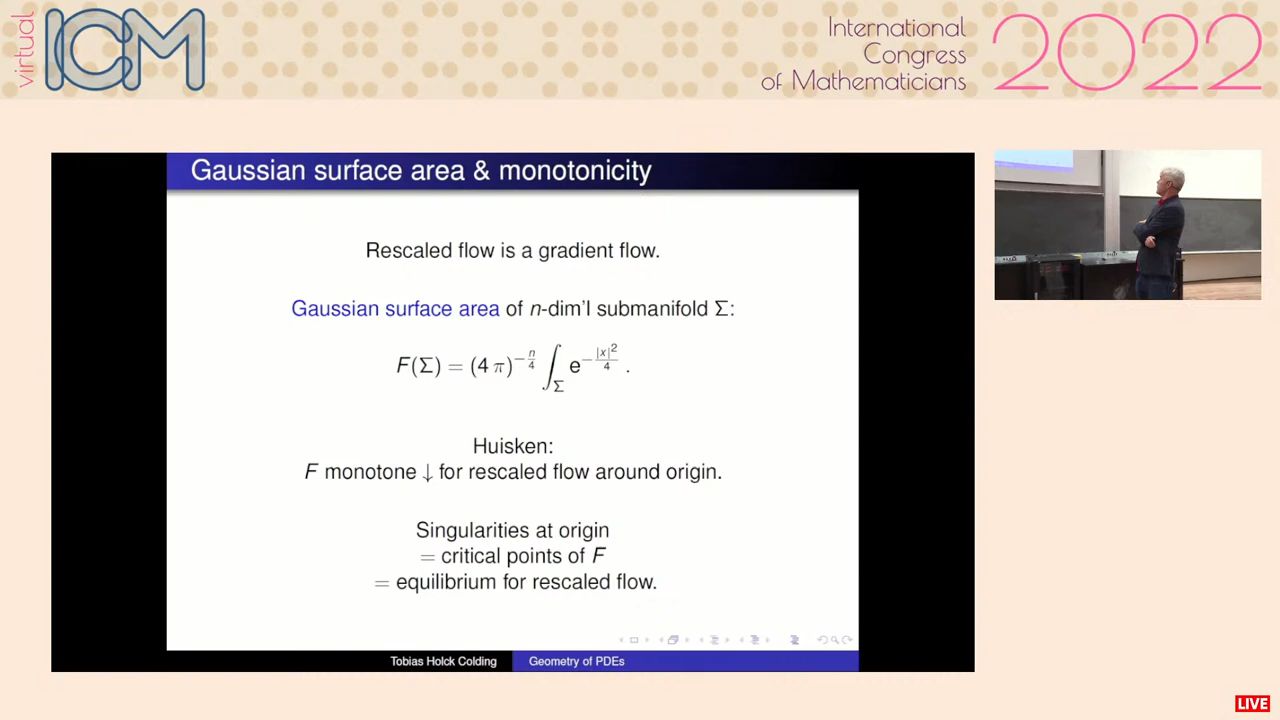 virtual
ICM
International
Congress
of Mathematicians
2022
Gaussian surface area & monotonicity
Rescaled flow is a gradient flow.
Gaussian surface area of n-dim'l submanifold Σ:
F(Σ) = (4 π)^{-\frac{n}{4}} ∫_Σ e^{-\frac{|x|^2}{4}} .
Huisken:
F monotone ↓ for rescaled flow around origin.
Singularities at origin
= critical points of F
= equilibrium for rescaled flow.
Tobias Holck Colding
Geometry of PDEs
LIVE